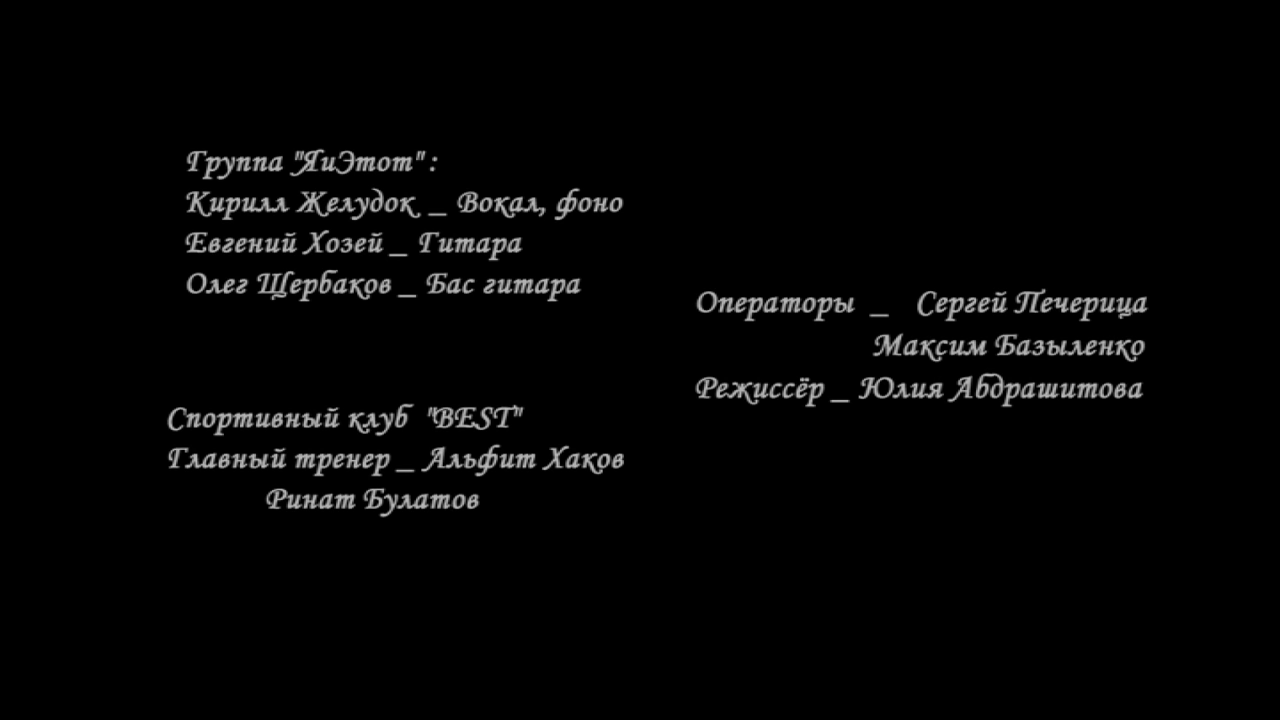 Группа "ЯиЭтот" :
Кирилл Желудок _ Вокал, фоно
Евгений Хозей _ Гитара
Олег Щербаков _ Бас гитара
Спортивный клуб "BEST"
Главный тренер _ Альфит Хаков
Ринат Булатов
Операторы _ Сергей Печерица
Максим Базыленко
Режиссёр _ Юлия Абдрашитова